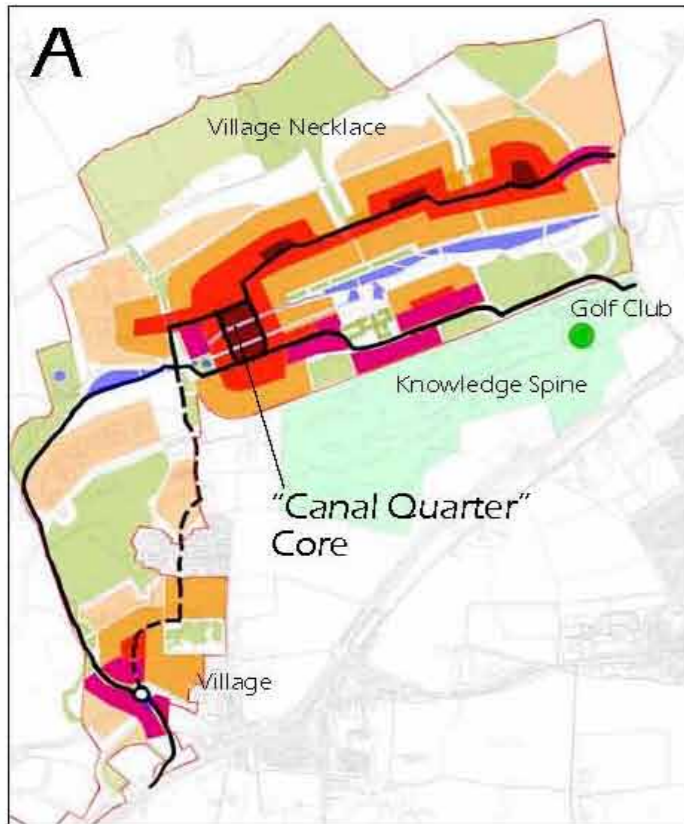 A
Village Necklace
Golf Club
Knowledge Spine
"Canal Quarter"
Core
Village